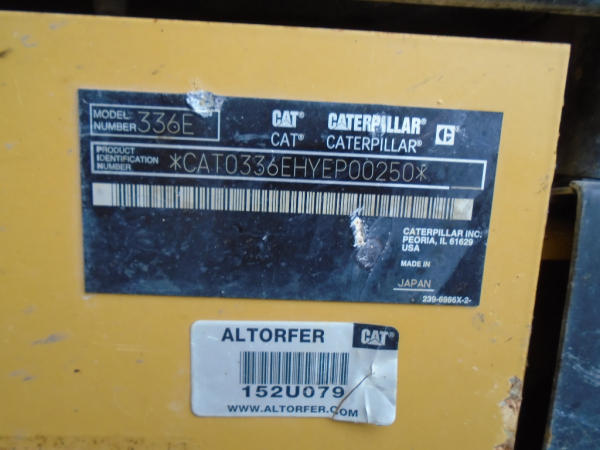 MODEL NUMBER 336E
CAT® CATERPILLAR® C
CAT® CATERPILLAR®
PRODUCT IDENTIFICATION NUMBER *CAT0336EHYEP00250*
CATERPILLAR INC.
PEORIA, IL 61629
USA
MADE IN
JAPAN
239-6986X-2-
ALTORFER CAT®
152U079
WWW.ALTORFER.COM